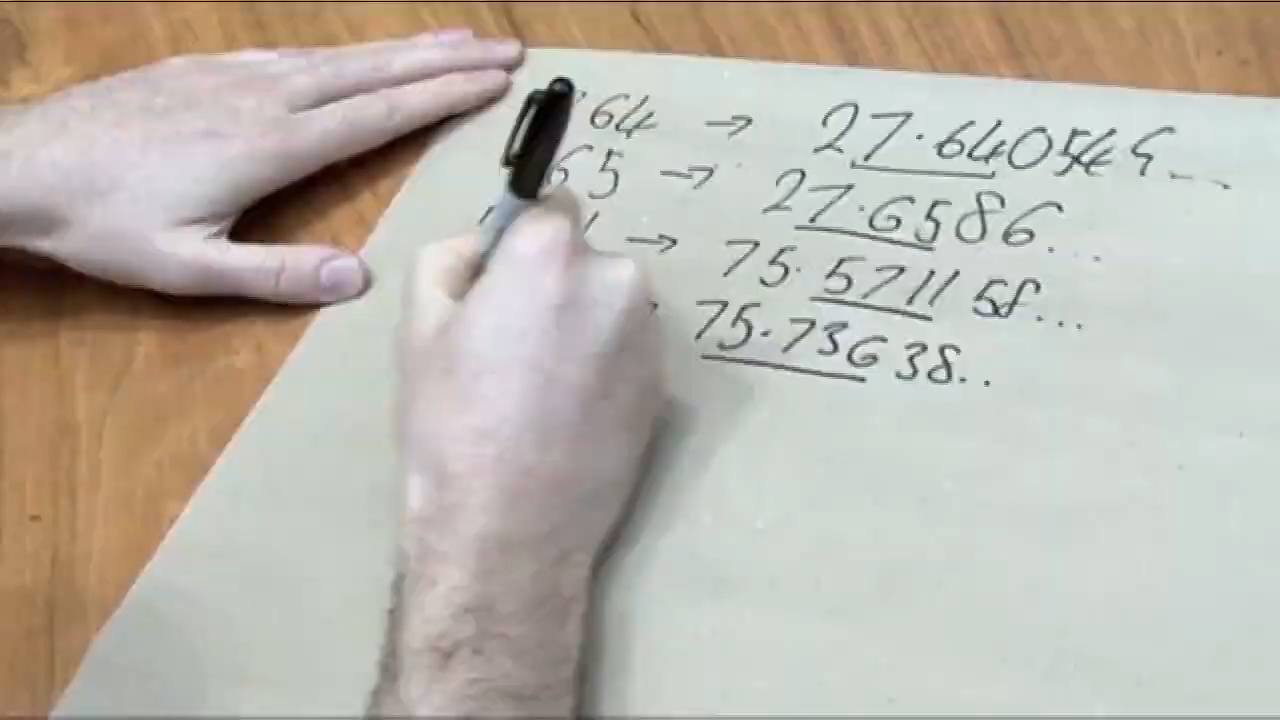 64 → 27.640549...
65 → 27.6586...
→ 75.571158...
75.73638..